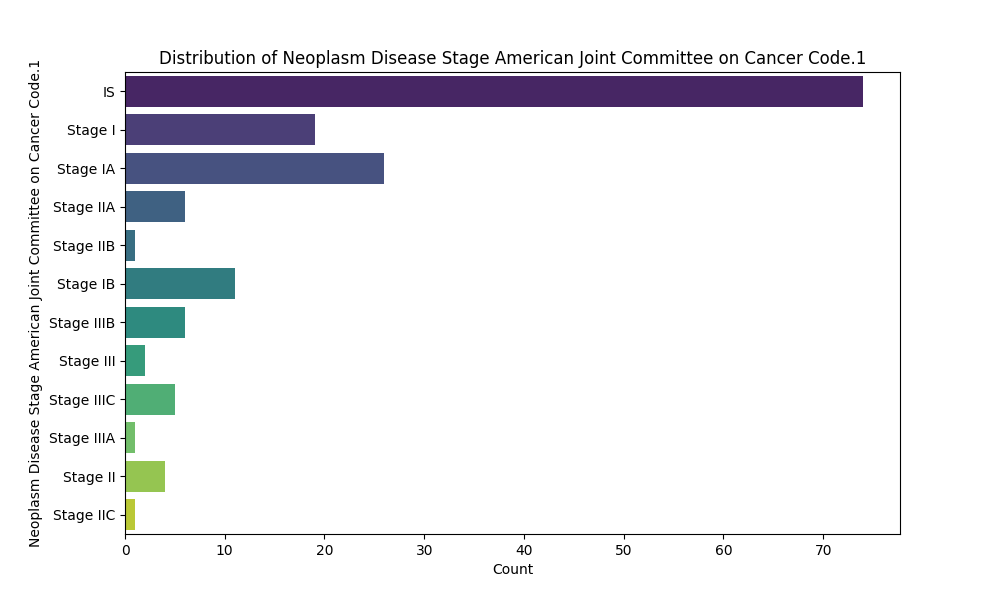 Distribution of Neoplasm Disease Stage American Joint Committee on Cancer Code.1
Neoplasm Disease Stage American Joint Committee on Cancer Code.1
IS
Stage I
Stage IA
Stage IIA
Stage IIB
Stage IB
Stage IIIB
Stage III
Stage IIIC
Stage IIIA
Stage II
Stage IIC
0 10 20 30 40 50 60 70
Count